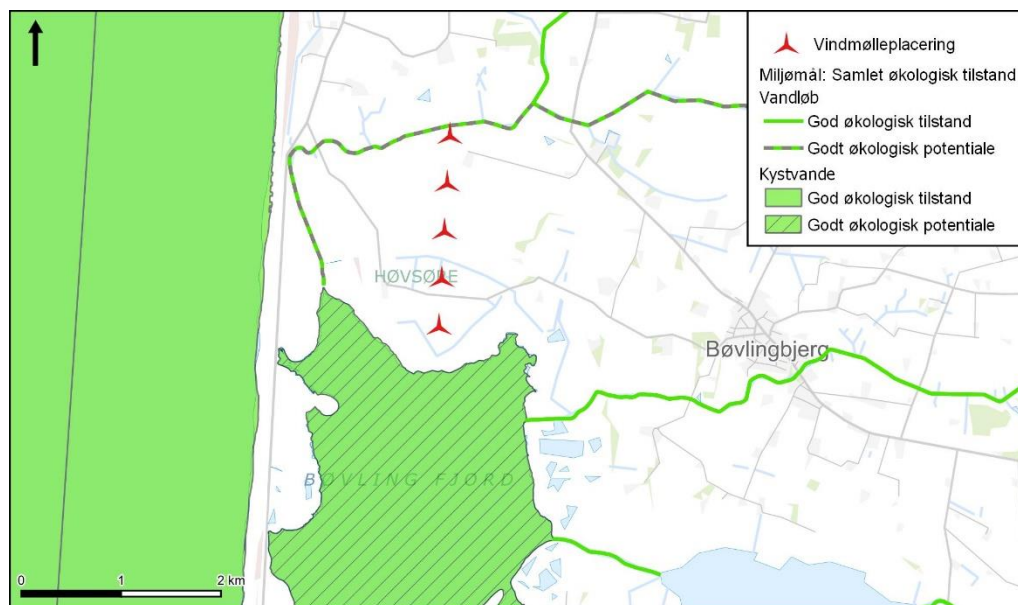 Vindmølleplacering
Miljømål: Samlet økologisk tilstand
Vandløb
God økologisk tilstand
Godt økologisk potentiale
Kystvande
God økologisk tilstand
Godt økologisk potentiale
HØVSØRE
Bøvlingbjerg
BØVLING FJORD
0 1 2 km